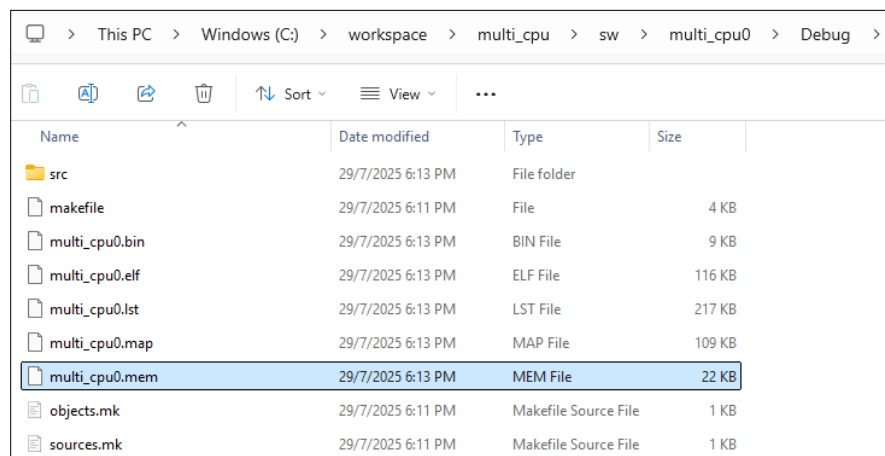 This PC > Windows (C:) > workspace > multi_cpu > sw > multi_cpu0 > Debug >
Sort View ...
Name Date modified Type Size
src 29/7/2025 6:13 PM File folder
makefile 29/7/2025 6:11 PM File 4 KB
multi_cpu0.bin 29/7/2025 6:13 PM BIN File 9 KB
multi_cpu0.elf 29/7/2025 6:13 PM ELF File 116 KB
multi_cpu0.lst 29/7/2025 6:13 PM LST File 217 KB
multi_cpu0.map 29/7/2025 6:13 PM MAP File 109 KB
multi_cpu0.mem 29/7/2025 6:13 PM MEM File 22 KB
objects.mk 29/7/2025 6:11 PM Makefile Source File 1 KB
sources.mk 29/7/2025 6:11 PM Makefile Source File 1 KB